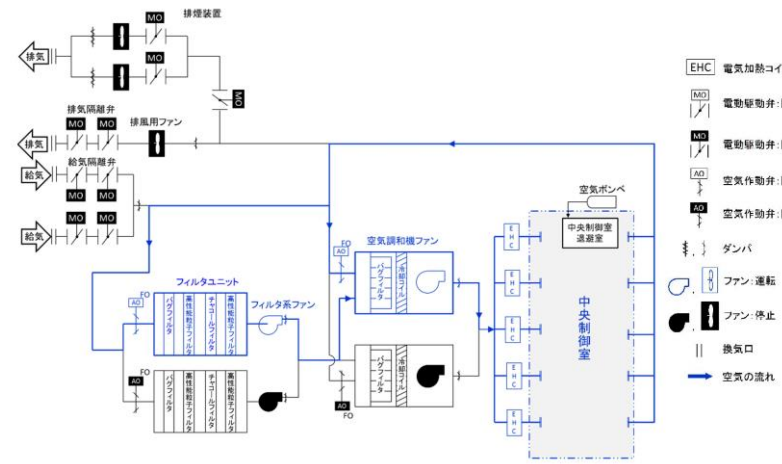 MO
排煙装置
排気
MO
MO
排気隔離弁
排風用ファン
MO
MO
排気
給気隔離弁
給気
MO
MO
MO
MO
給気
空気ボンベ
中央制御室
退避室
中央制御室
EHC
EHC
EHC
EHC
EHC
空気調和機ファン
FO
AO
バグフィルタ
冷却コイル
フィルタユニット
フィルタ系ファン
FO
AO
バグフィルタ
高性能粒子フィルタ
チャコールフィルタ
高性能粒子フィルタ
バグフィルタ
冷却コイル
AO
FO
FO
AO
バグフィルタ
高性能粒子フィルタ
チャコールフィルタ
高性能粒子フィルタ
EHC 電気加熱コイ
MO 電動駆動弁:
MO 電動駆動弁:
AO 空気作動弁:
AO 空気作動弁:
ダンパ
ファン:運転
ファン:停止
換気口
空気の流れ